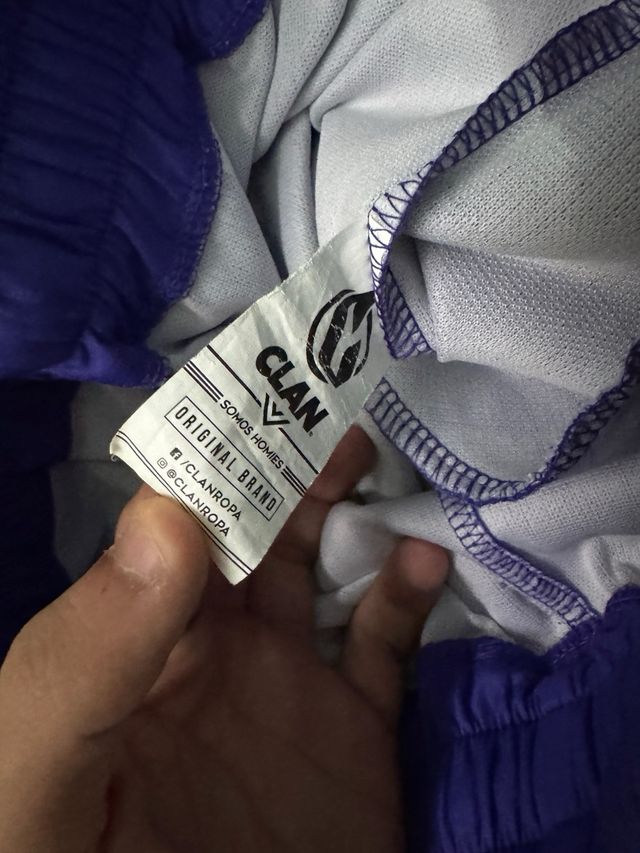 CLAN®
SOMOS HOMIES
ORIGINAL BRAND
/CLANROPA
@CLANROPA